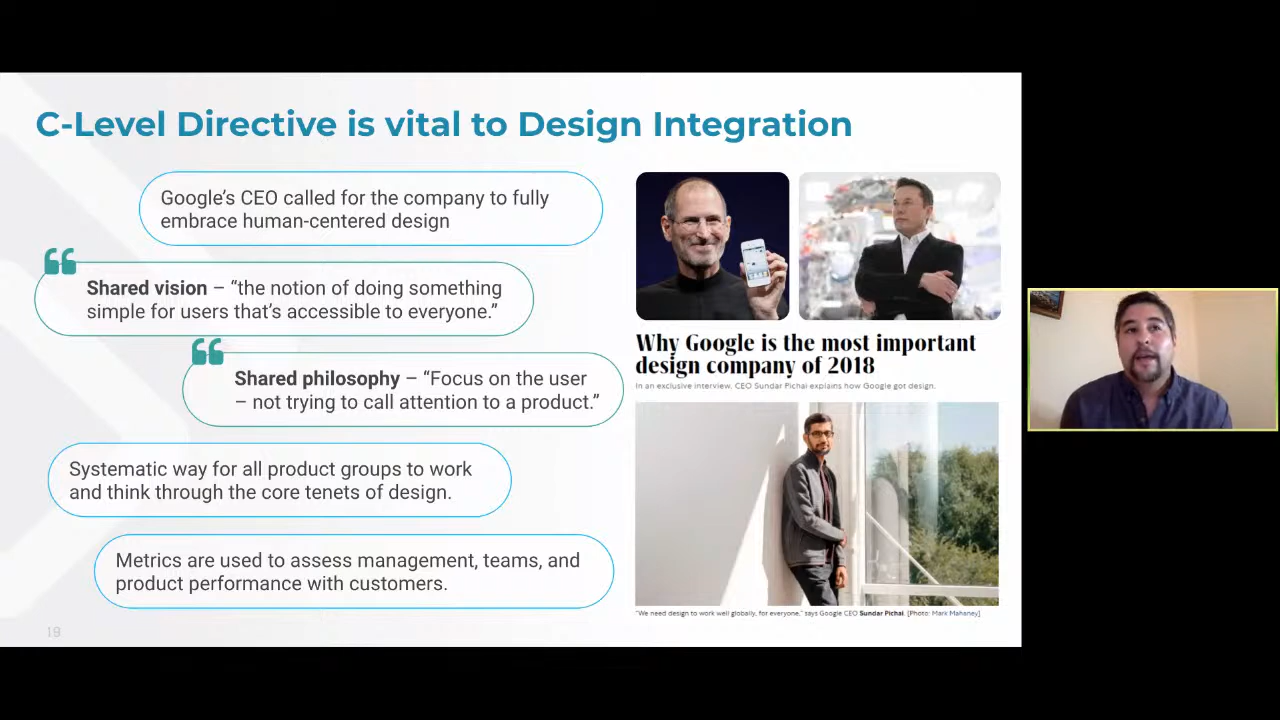 C-Level Directive is vital to Design Integration
Google’s CEO called for the company to fully
embrace human-centered design
Shared vision – “the notion of doing something
simple for users that’s accessible to everyone.”
Shared philosophy – “Focus on the user
– not trying to call attention to a product.”
Systematic way for all product groups to work
and think through the core tenets of design.
Metrics are used to assess management, teams, and
product performance with customers.
Why Google is the most important
design company of 2018
In an exclusive interview, CEO Sundar Pichai explains how Google got design.
"We need design to work well globally, for everyone," says Google CEO Sundar Pichai. [Photo: Mark Mahaney]
19